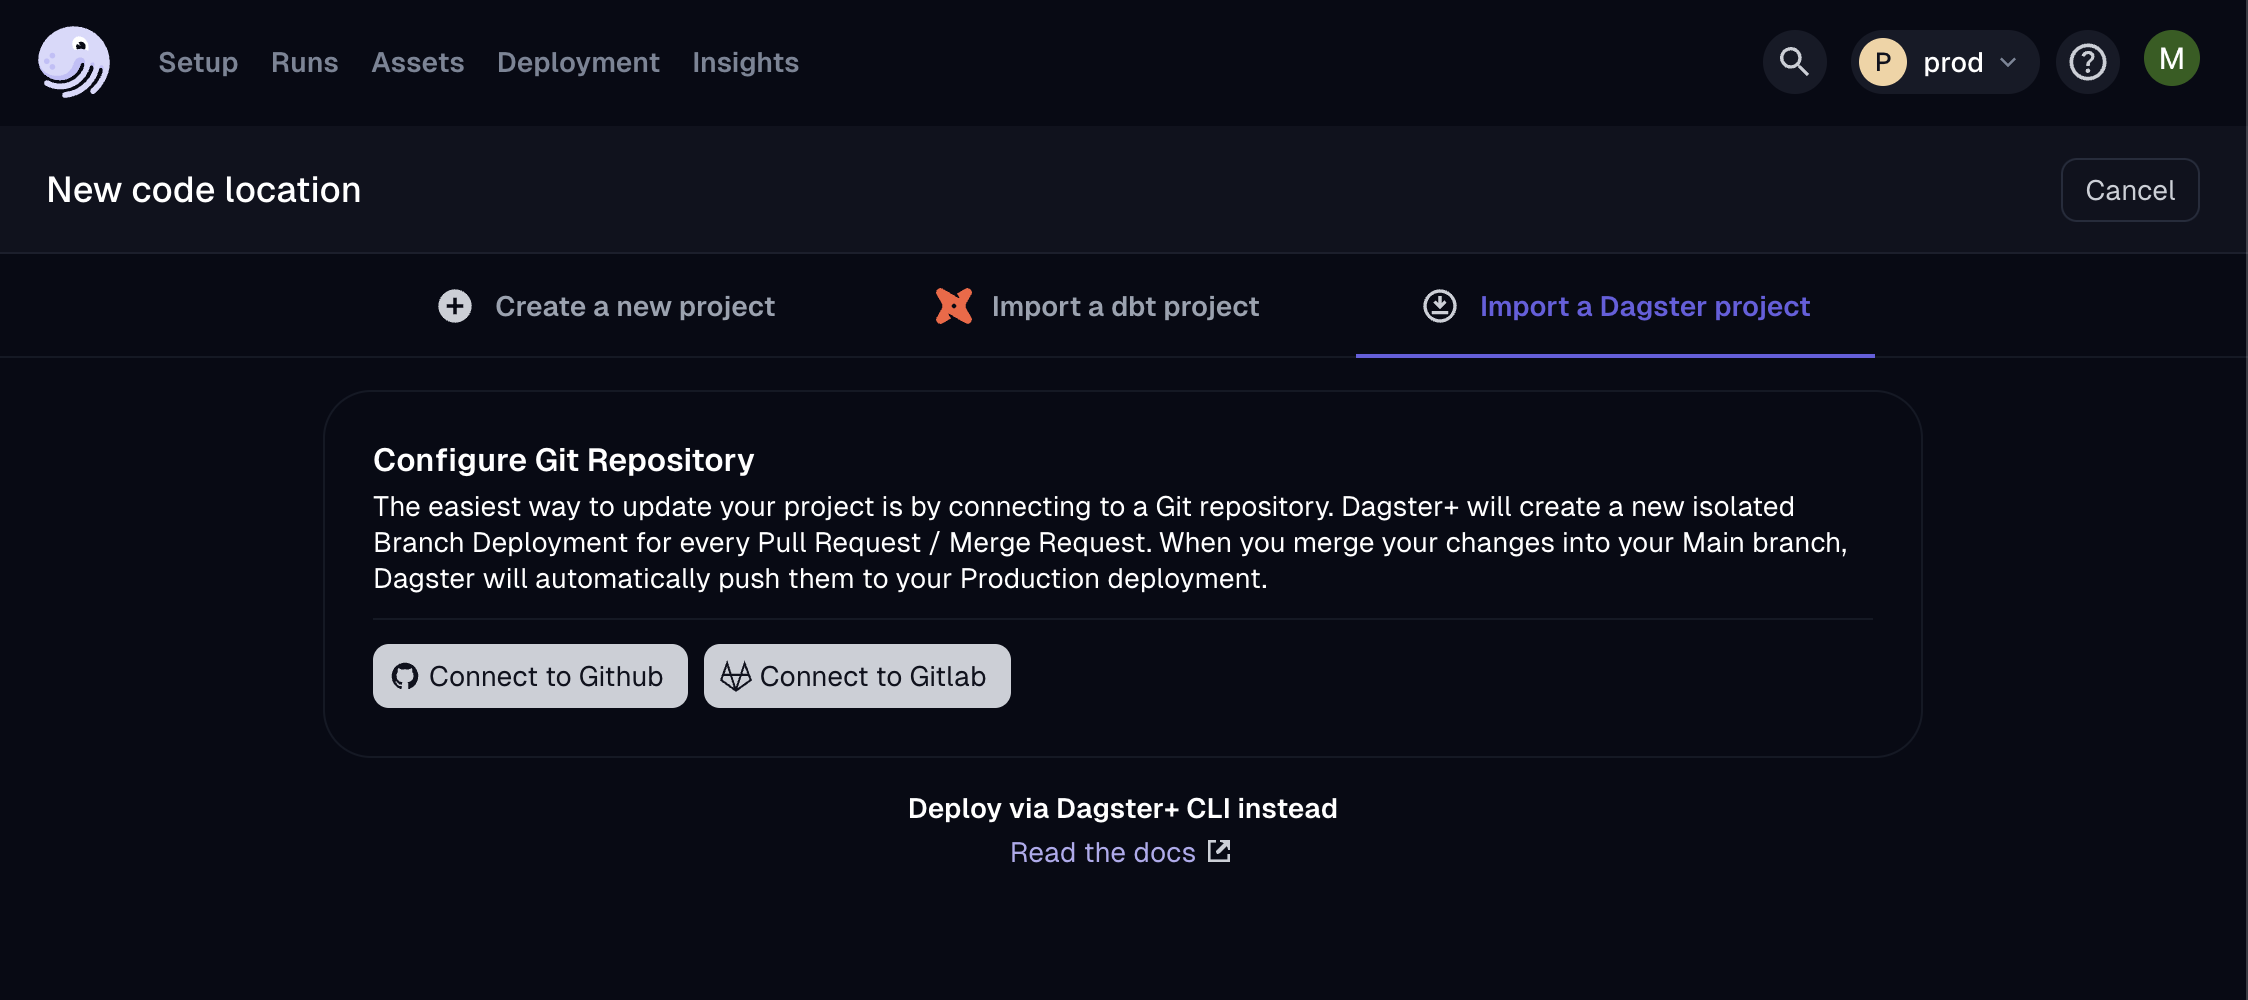 Setup Runs Assets Deployment Insights
P prod
M
New code location
Cancel
Create a new project
Import a dbt project
Import a Dagster project
Configure Git Repository
The easiest way to update your project is by connecting to a Git repository. Dagster+ will create a new isolated
Branch Deployment for every Pull Request / Merge Request. When you merge your changes into your Main branch,
Dagster will automatically push them to your Production deployment.
Connect to Github
Connect to Gitlab
Deploy via Dagster+ CLI instead
Read the docs